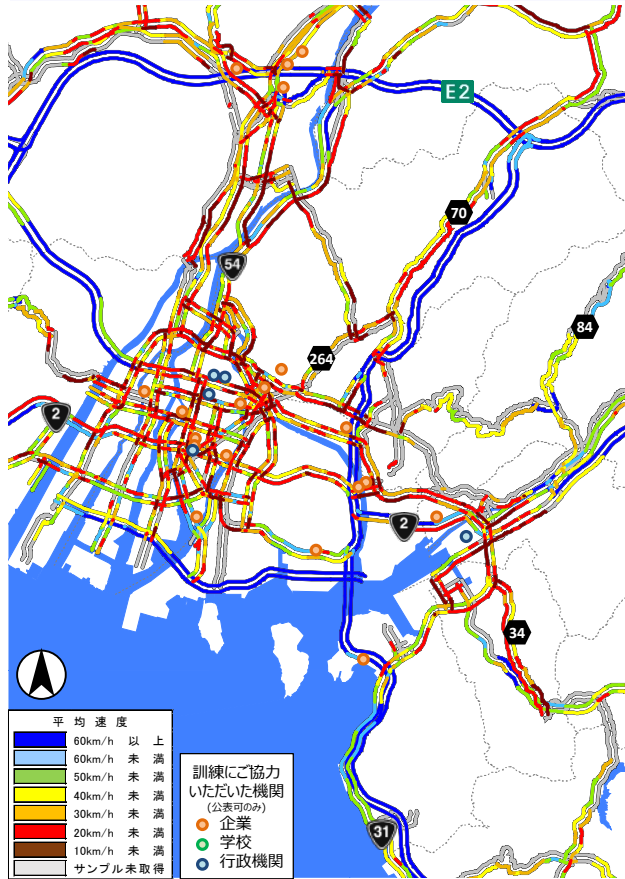 E2
70
54
84
264
2
2
34
31
平均速度
60km/h 以上
60km/h 未満
50km/h 未満
40km/h 未満
30km/h 未満
20km/h 未満
10km/h 未満
サンプル未取得
訓練にご協力
いただいた機関
(公表可のみ)
企業
学校
行政機関